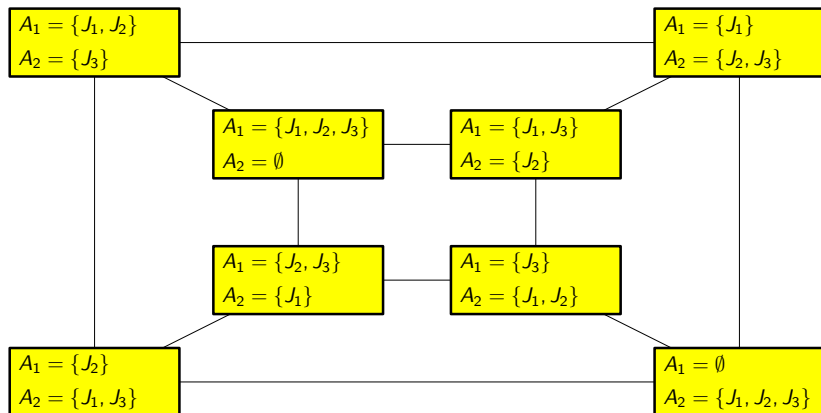 A₁ = {J₁, J₂}
A₂ = {J₃}
A₁ = {J₁}
A₂ = {J₂, J₃}
A₁ = {J₁, J₂, J₃}
A₂ = ∅
A₁ = {J₁, J₃}
A₂ = {J₂}
A₁ = {J₂, J₃}
A₂ = {J₁}
A₁ = {J₃}
A₂ = {J₁, J₂}
A₁ = {J₂}
A₂ = {J₁, J₃}
A₁ = ∅
A₂ = {J₁, J₂, J₃}